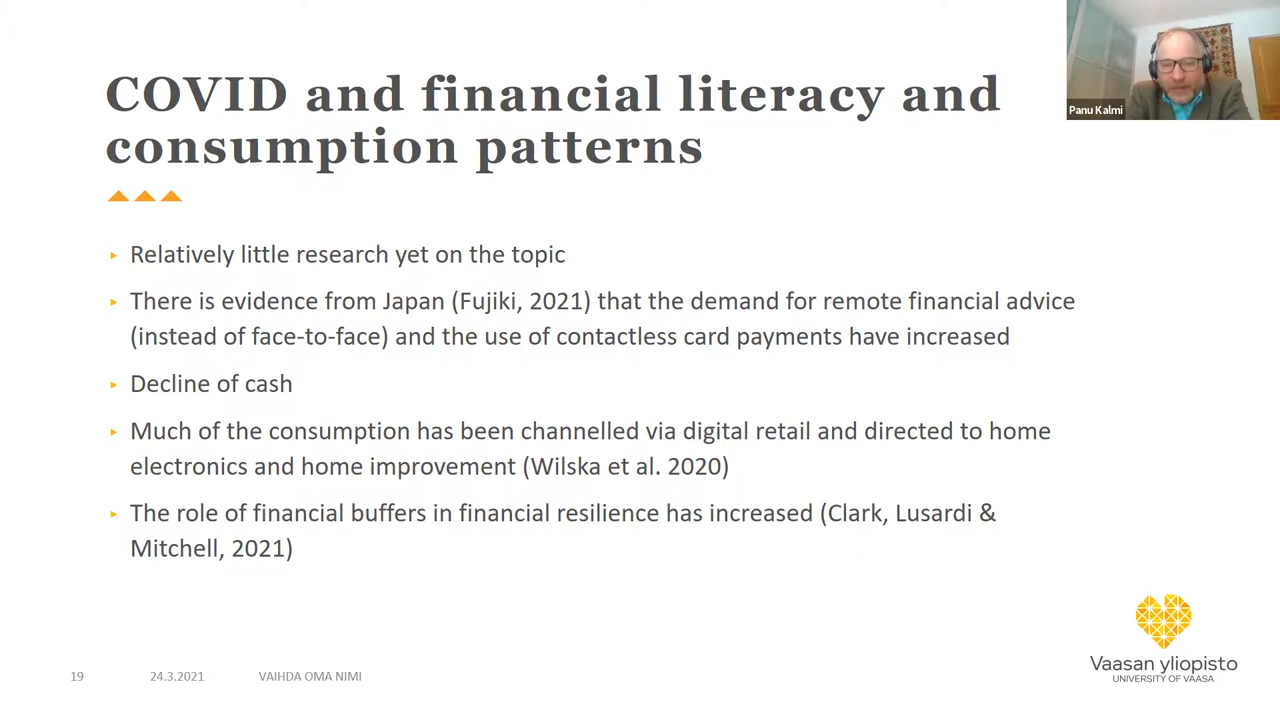 COVID and financial literacy and
consumption patterns
Panu Kalmi
Relatively little research yet on the topic
There is evidence from Japan (Fujiki, 2021) that the demand for remote financial advice
(instead of face-to-face) and the use of contactless card payments have increased
Decline of cash
Much of the consumption has been channelled via digital retail and directed to home
electronics and home improvement (Wilska et al. 2020)
The role of financial buffers in financial resilience has increased (Clark, Lusardi &
Mitchell, 2021)
19 24.3.2021 VAIHDA OMA NIMI
Vaasan yliopisto
UNIVERSITY OF VAASA